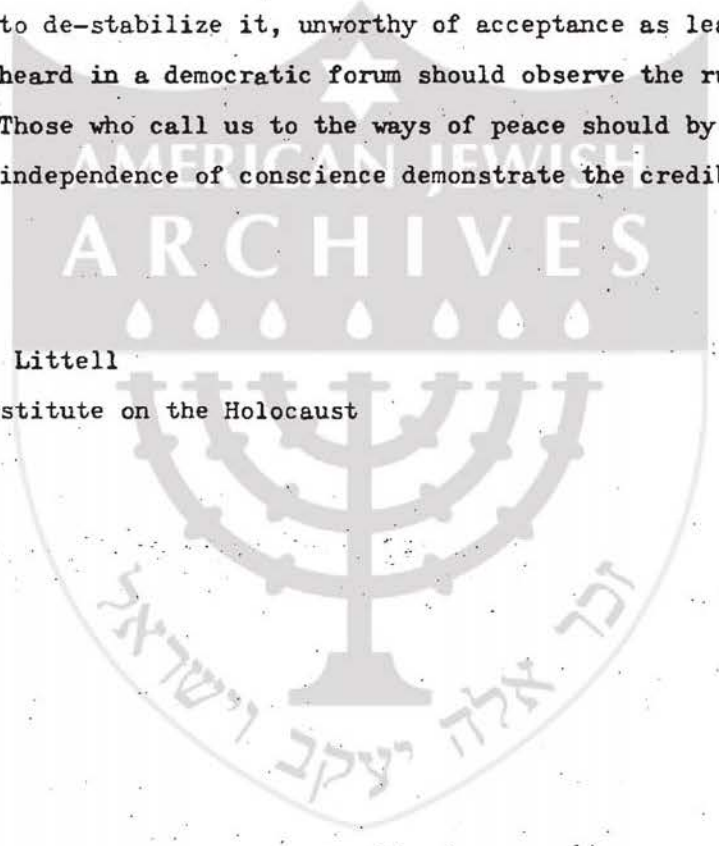 to de-stabilize it, unworthy of acceptance as lea
heard in a democratic forum should observe the ru
Those who call us to the ways of peace should by
independence of conscience demonstrate the credi
AMERICAN JEWISH
ARCHIVES
Littell
stitute on the Holocaust
זכר אלה יעקב וישראל